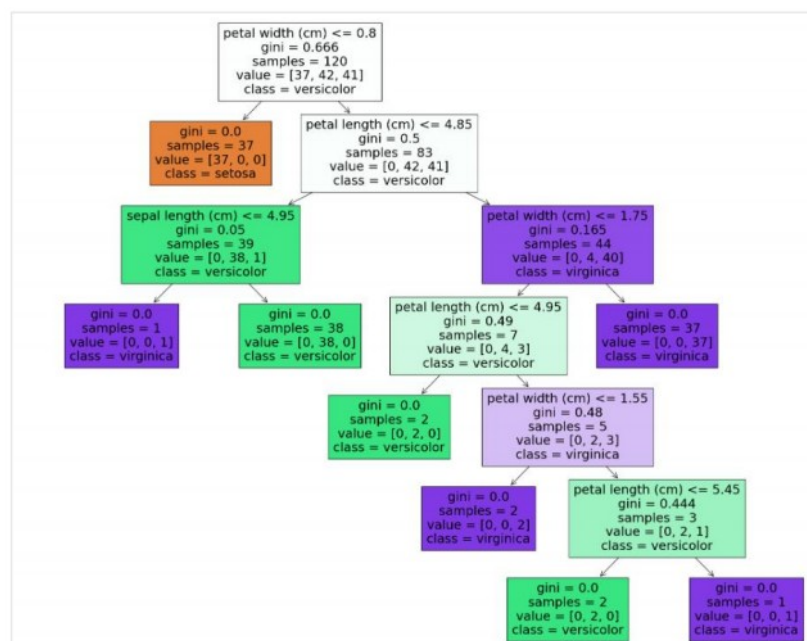 petal width (cm) <= 0.8
gini = 0.666
samples = 120
value = [37, 42, 41]
class = versicolor
gini = 0.0
samples = 37
value = [37, 0, 0]
class = setosa
petal length (cm) <= 4.85
gini = 0.5
samples = 83
value = [0, 42, 41]
class = versicolor
sepal length (cm) <= 4.95
gini = 0.05
samples = 39
value = [0, 38, 1]
class = versicolor
petal width (cm) <= 1.75
gini = 0.165
samples = 44
value = [0, 4, 40]
class = virginica
gini = 0.0
samples = 1
value = [0, 0, 1]
class = virginica
gini = 0.0
samples = 38
value = [0, 38, 0]
class = versicolor
petal length (cm) <= 4.95
gini = 0.49
samples = 7
value = [0, 4, 3]
class = versicolor
gini = 0.0
samples = 37
value = [0, 0, 37]
class = virginica
gini = 0.0
samples = 2
value = [0, 2, 0]
class = versicolor
petal width (cm) <= 1.55
gini = 0.48
samples = 5
value = [0, 2, 3]
class = virginica
gini = 0.0
samples = 2
value = [0, 0, 2]
class = virginica
petal length (cm) <= 5.45
gini = 0.444
samples = 3
value = [0, 2, 1]
class = versicolor
gini = 0.0
samples = 2
value = [0, 2, 0]
class = versicolor
gini = 0.0
samples = 1
value = [0, 0, 1]
class = virginica